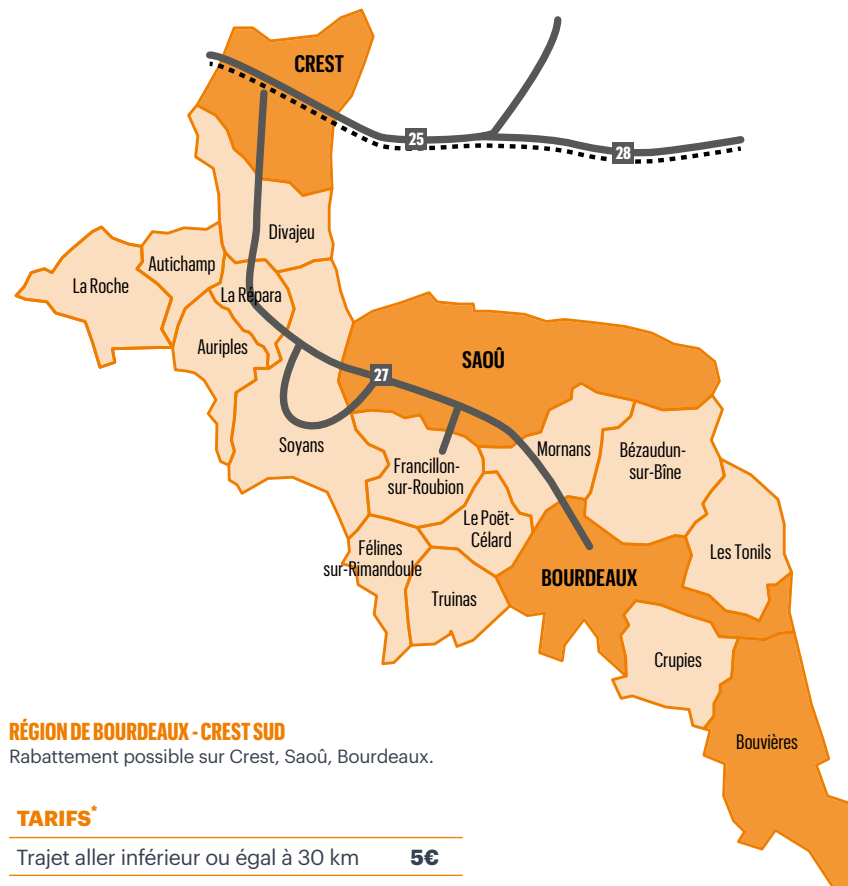 CREST
25
28
Divajeu
Autichamp
La Roche
La Répara
Auriples
SAOÛ
27
Soyans
Mornans
Bézaudun-
sur-Bîne
Francillon-
sur-Roubion
Le Poët-
Célard
Félines
sur-Rimandoule
Les Tonils
BOURDEAUX
Truinas
Crupies
Bouvières
RÉGION DE BOURDEAUX - CREST SUD
Rabattement possible sur Crest, Saoû, Bourdeaux.
TARIFS*
Trajet aller inférieur ou égal à 30 km 5€